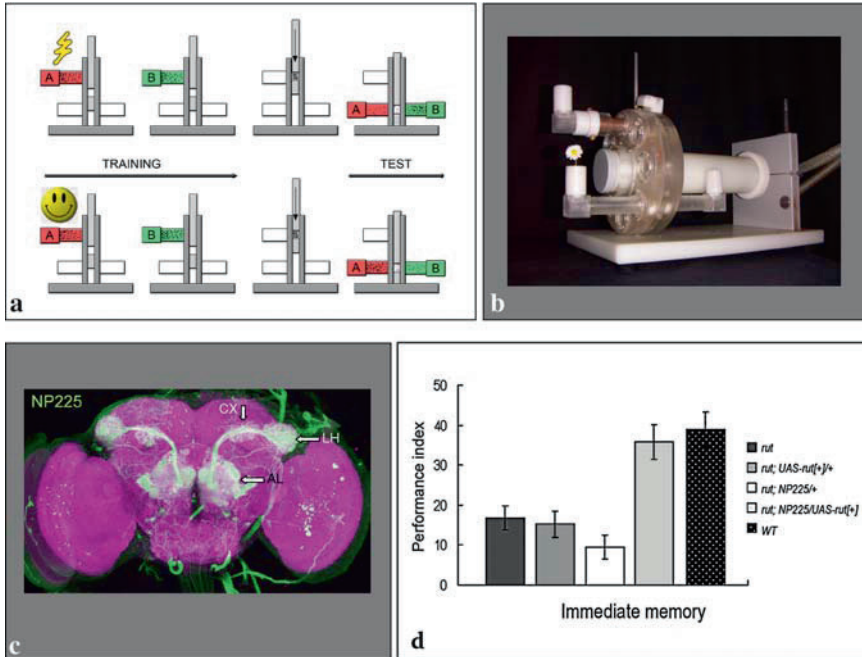 A
B
A
B
TRAINING
TEST
A
B
A
B
a
b
NP225
CX
LH
AL
c
50
40
30
20
10
0
Performance index
Immediate memory
rut
rut; UAS-rut[+]/+
rut; NP225/+
rut; NP225/UAS-rut[+]
WT
d